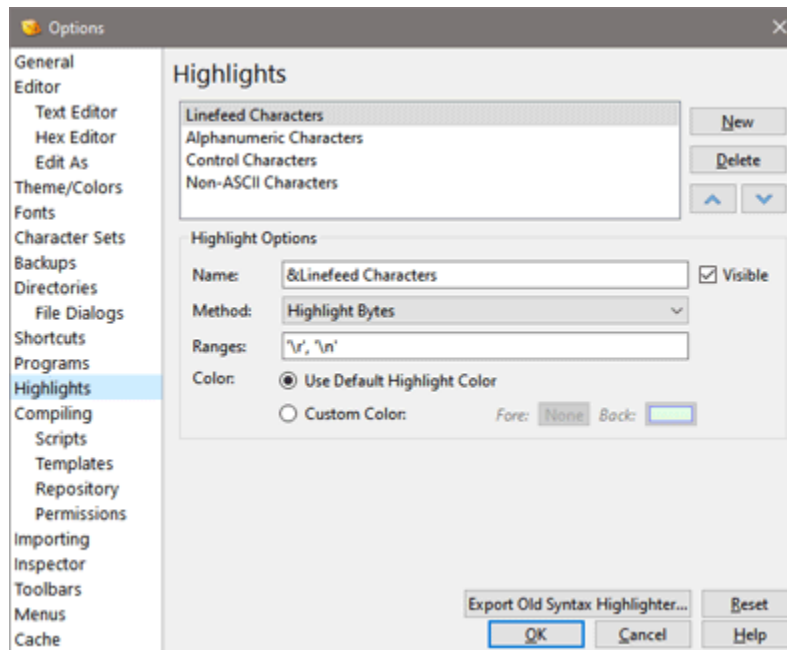 Options
General
Editor
Text Editor
Hex Editor
Edit As
Theme/Colors
Fonts
Character Sets
Backups
Directories
File Dialogs
Shortcuts
Programs
Highlights
Compiling
Scripts
Templates
Repository
Permissions
Importing
Inspector
Toolbars
Menus
Cache
Highlights
Linefeed Characters
Alphanumeric Characters
Control Characters
Non-ASCII Characters
New
Delete
Highlight Options
Name: &Linefeed Characters Visible
Method: Highlight Bytes
Ranges: '\r', '\n'
Color: Use Default Highlight Color
Custom Color: Fore: None Back:
Export Old Syntax Highlighter... Reset
OK Cancel Help